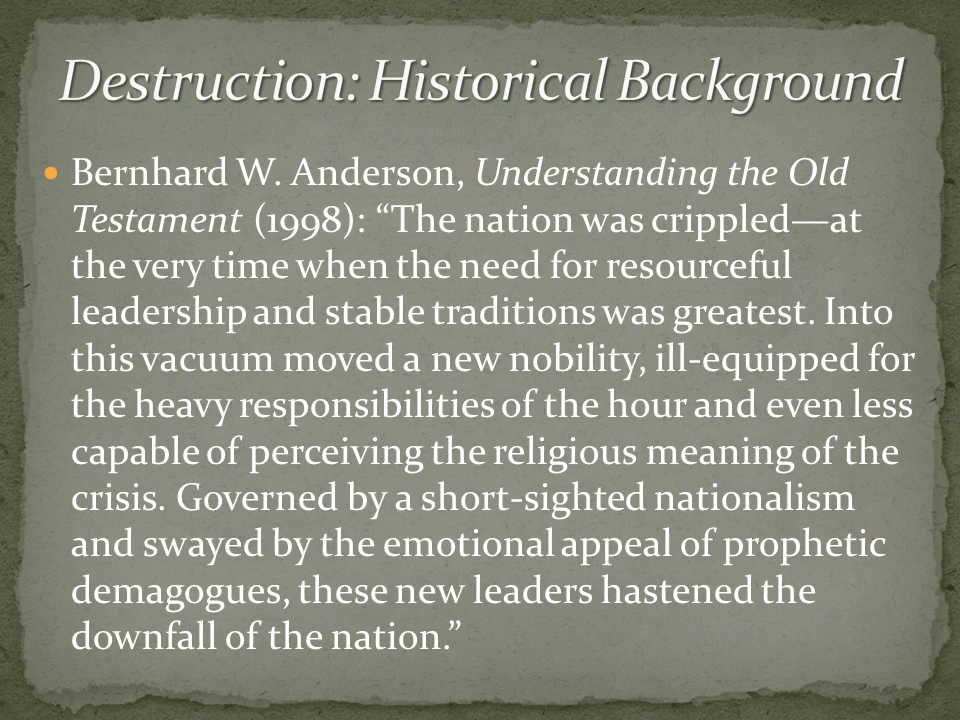 Destruction: Historical Background
Bernhard W. Anderson, Understanding the Old
Testament (1998): “The nation was crippled—at
the very time when the need for resourceful
leadership and stable traditions was greatest. Into
this vacuum moved a new nobility, ill-equipped for
the heavy responsibilities of the hour and even less
capable of perceiving the religious meaning of the
crisis. Governed by a short-sighted nationalism
and swayed by the emotional appeal of prophetic
demagogues, these new leaders hastened the
downfall of the nation.”